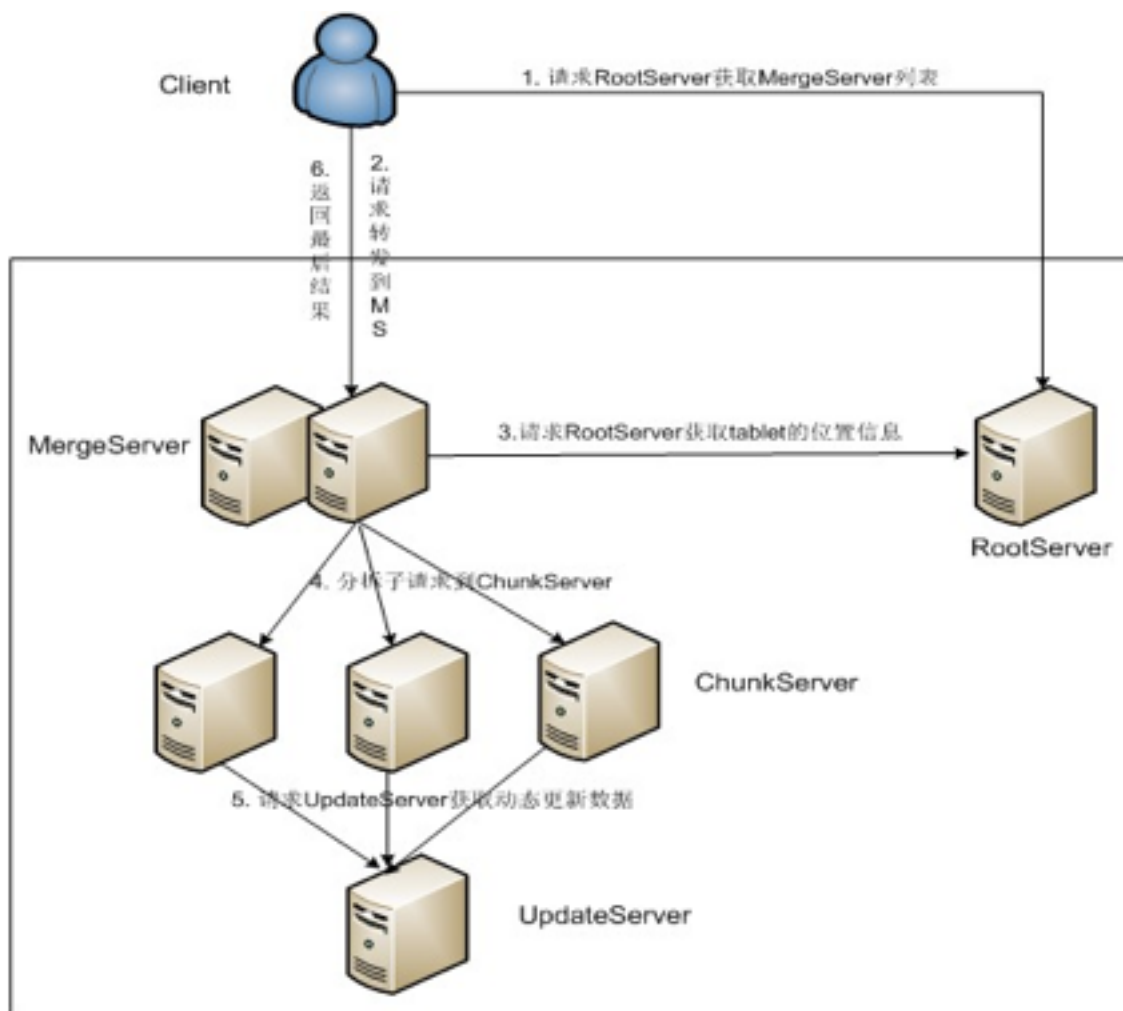 Client
1. 请求RootServer获取MergeServer列表
6.返回最后结果
2.请求转发到MS
MergeServer
3.请求RootServer获取tablet的位置信息
RootServer
4. 分拆子请求到ChunkServer
ChunkServer
5. 请求UpdateServer获取动态更新数据
UpdateServer